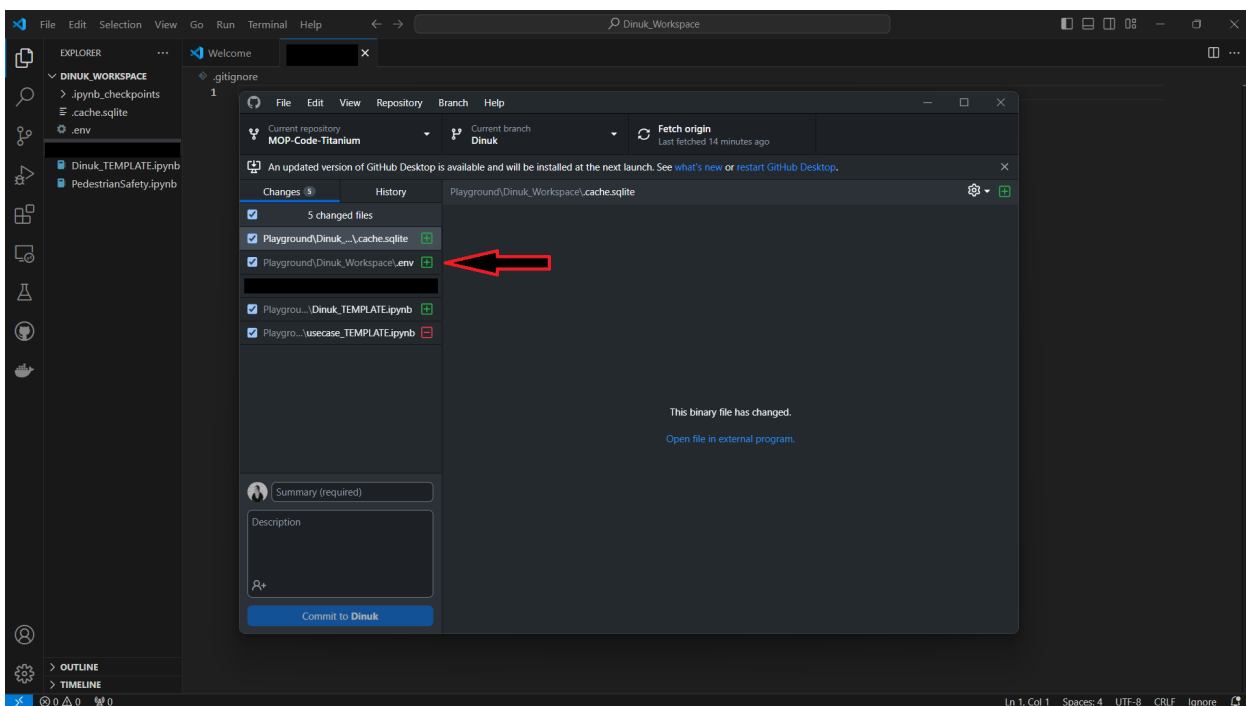 File Edit Selection View Go Run Terminal Help
Dinuk_Workspace
EXPLORER
Welcome
DINUK_WORKSPACE
.ipynb_checkpoints
.cache.sqlite
.env
Dinuk_TEMPLATE.ipynb
PedestrianSafety.ipynb
OUTLINE
TIMELINE
.gitignore
1
File Edit View Repository Branch Help
Current repository
MOP-Code-Titanium
Current branch
Dinuk
Fetch origin
Last fetched 14 minutes ago
An updated version of GitHub Desktop is available and will be installed at the next launch. See what's new or restart GitHub Desktop.
Changes 5 History
Playground\Dinuk_Workspace\.cache.sqlite
5 changed files
Playground\Dinuk_...\.cache.sqlite
Playground\Dinuk_Workspace\.env
Playgrou...\Dinuk_TEMPLATE.ipynb
Playgro...\usecase_TEMPLATE.ipynb
This binary file has changed.
Open file in external program.
Summary (required)
Description
Commit to Dinuk
0 0 0
Ln 1, Col 1 Spaces: 4 UTF-8 CRLF Ignore